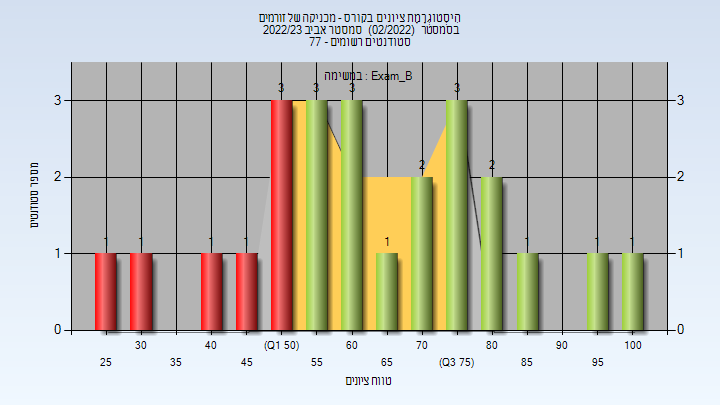 הִיסְטוֹגְרָמַת ציונים בקורס - מכניקה של זורמים
בסמסטר (02/2022) סמסטר אביב 2022/23
סטודנטים רשומים - 77
במשימה : Exam_B
3 3 3 3
2 2
1 1 1 1 1 1 1 1
3 3
2 2
1 1
0 0
מספר סטודנטים
30 40 (Q1 50) 60 70 80 90 100
25 35 45 55 65 (Q3 75) 85 95
טווח ציונים